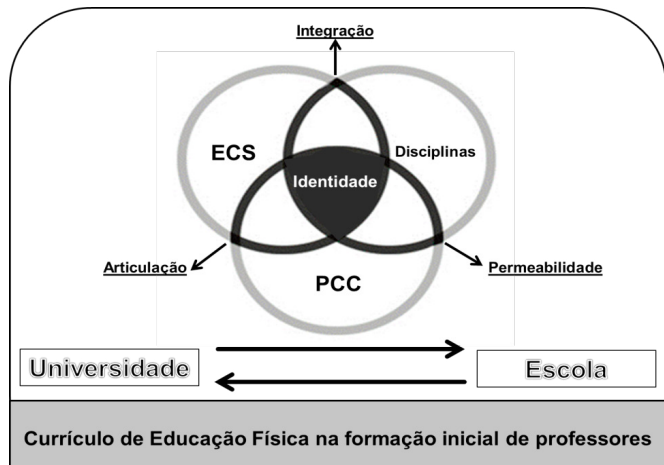 Integração
ECS
Disciplinas
Identidade
Articulação
Permeabilidade
PCC
Universidade
Escola
Currículo de Educação Física na formação inicial de professores